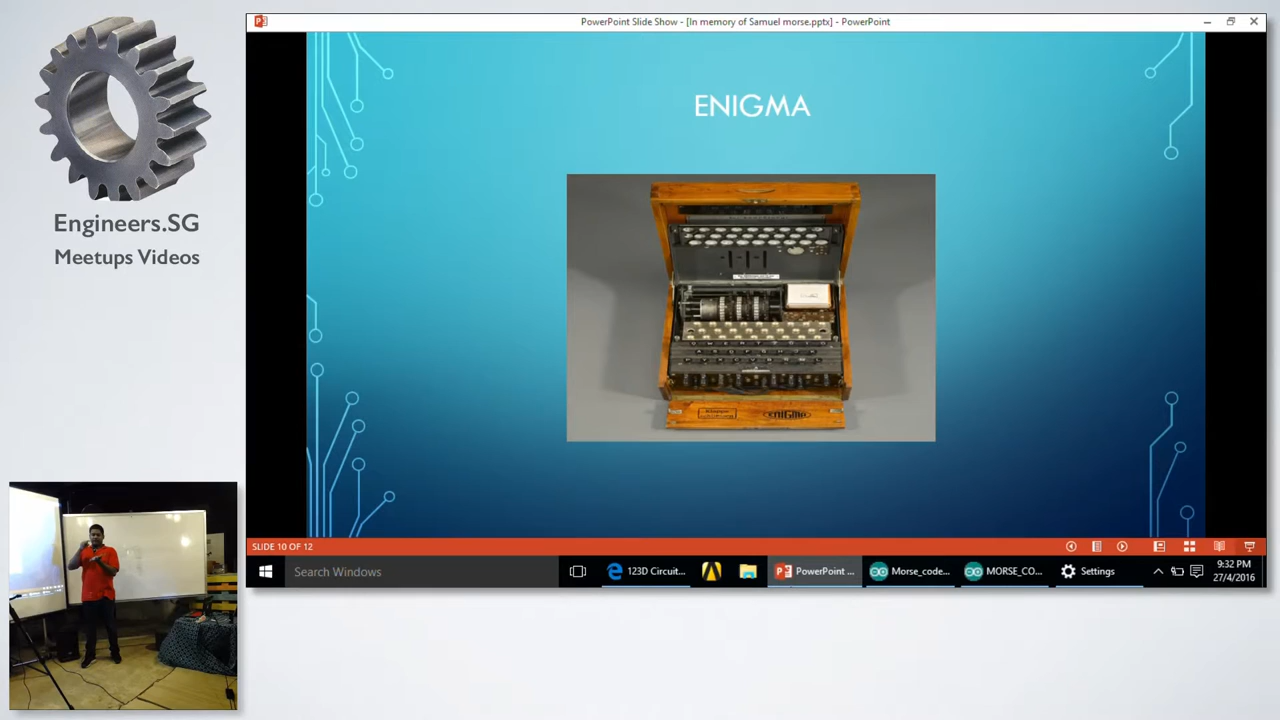 Engineers.SG
Meetups Videos
PowerPoint Slide Show - [In memory of Samuel morse.pptx] - PowerPoint
ENIGMA
ENIGMA
SLIDE 10 OF 12
Search Windows
123D Circuit...
PowerPoint ...
Morse_code...
MORSE_CO...
Settings
9:32 PM
27/4/2016